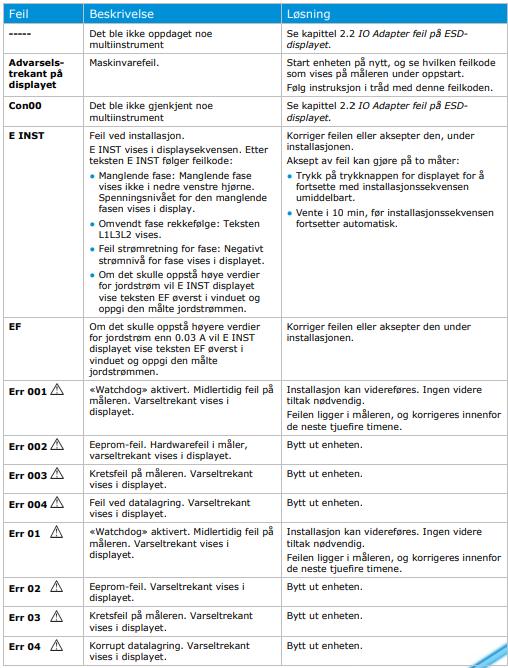 Feil Beskrivelse Løsning
----- Det ble ikke oppdaget noe Se kapittel 2.2 IO Adapter feil på ESD-
multiinstrument displayet.
Advarsels- Maskinvarefeil. Start enheten på nytt, og se hvilken feilkode
trekant på som vises på måleren under oppstart.
displayet Følg instruksjon i tråd med denne feilkoden.
Con00 Det ble ikke gjenkjent noe Se kapittel 2.2 IO Adapter feil på ESD-
multiinstrument displayet.
E INST Feil ved installasjon. Korriger feilen eller aksepter den, under
E INST vises i displaysekvensen. Etter installasjonen.
teksten E INST følger feilkode: Aksept av feil kan gjøre på to måter:
• Manglende fase: Manglende fase • Trykk på trykknappen for displayet for å
vises ikke i nedre venstre hjørne. fortsette med installasjonssekvensen
Spenningsnivået for den manglende umiddelbart.
fasen vises i display. • Vente i 10 min, før installasjonssekvensen
• Omvendt fase rekkefølge: Teksten fortsetter automatisk.
L1L3L2 vises.
• Feil strømretning for fase: Negativt
strømnivå for fase vises i displayet.
• Om det skulle oppstå høye verdier
for jordstrøm vil E INST displayet
vise teksten EF øverst i vinduet og
oppgi den målte jordstrømmen.
EF Om det skulle oppstå høyere verdier Korriger feilen eller aksepter den under
for jordstrøm enn 0.03 A vil E INST installasjonen.
displayet vise teksten EF øverst i
vinduet og oppgi den målte
jordstrømmen.
Err 001 «Watchdog» aktivert. Midlertidig feil på Installasjon kan videreføres. Ingen videre
måleren. Varseltrekant vises i tiltak nødvendig.
displayet. Feilen ligger i måleren, og korrigeres innenfor
de neste tjuefire timene.
Err 002 Eeprom-feil. Hardwarefeil i måler, Bytt ut enheten.
varseltrekant vises i displayet.
Err 003 Kretsfeil på måleren. Varseltrekant Bytt ut enheten.
vises i displayet.
Err 004 Feil ved datalagring. Varseltrekant Bytt ut enheten.
vises i displayet.
Err 01 «Watchdog» aktivert. Midlertidig feil på Installasjon kan videreføres. Ingen videre
måleren. Varseltrekant vises i tiltak nødvendig.
displayet. Feilen ligger i måleren, og korrigeres innenfor
de neste tjuefire timene.
Err 02 Eeprom-feil. Varseltrekant vises i Bytt ut enheten.
displayet.
Err 03 Kretsfeil på måleren. Varseltrekant Bytt ut enheten.
vises i displayet.
Err 04 Korrupt datalagring. Varseltrekant Bytt ut enheten.
vises i displayet.